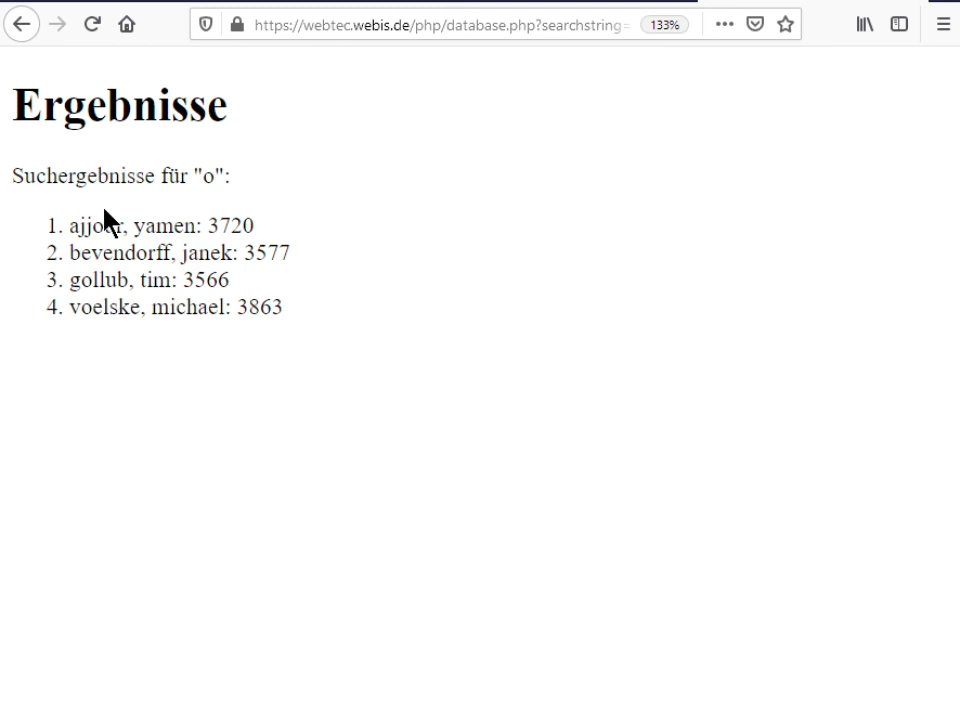 https://webtec.webis.de/php/database.php?searchstring=
133%
Ergebnisse
Suchergebnisse für "o":
1. yamen: 3720
2. bevendorff, janek: 3577
3. gollub, tim: 3566
4. voelske, michael: 3863